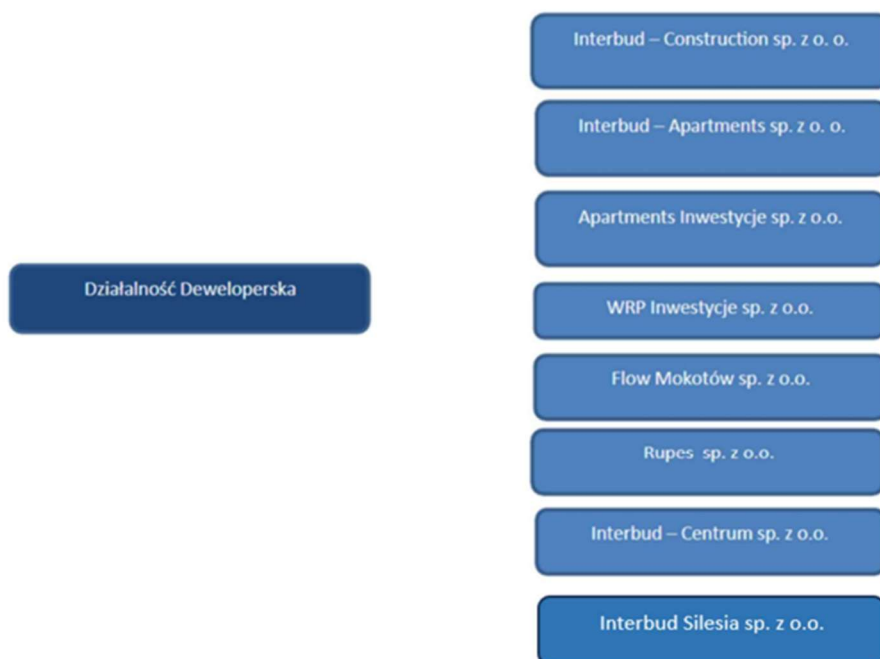 Interbud – Construction sp. z o. o.
Interbud – Apartments sp. z o. o.
Apartments Inwestycje sp. z o.o.
Działalność Deweloperska
WRP Inwestycje sp. z o.o.
Flow Mokotów sp. z o.o.
Rupes sp. z o.o.
Interbud – Centrum sp. z o.o.
Interbud Silesia sp. z o.o.